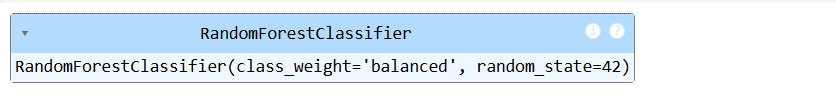 RandomForestClassifier
RandomForestClassifier(class_weight='balanced', random_state=42)